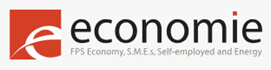 economie
FPS Economy, S.M.E.s, Self-employed and Energy